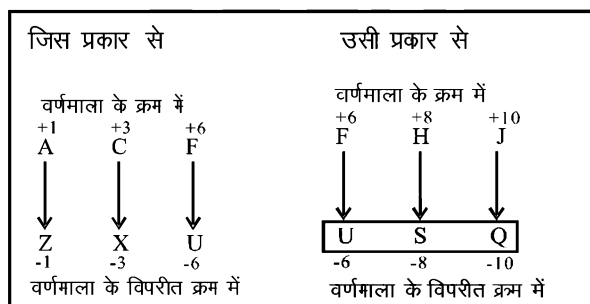 जिस प्रकार से
वर्णमाला के क्रम में
+1 +3 +6
A C F
Z X U
-1 -3 -6
वर्णमाला के विपरीत क्रम में
उसी प्रकार से
वर्णमाला के क्रम में
+6 +8 +10
F H J
U S Q
-6 -8 -10
वर्णमाला के विपरीत क्रम में